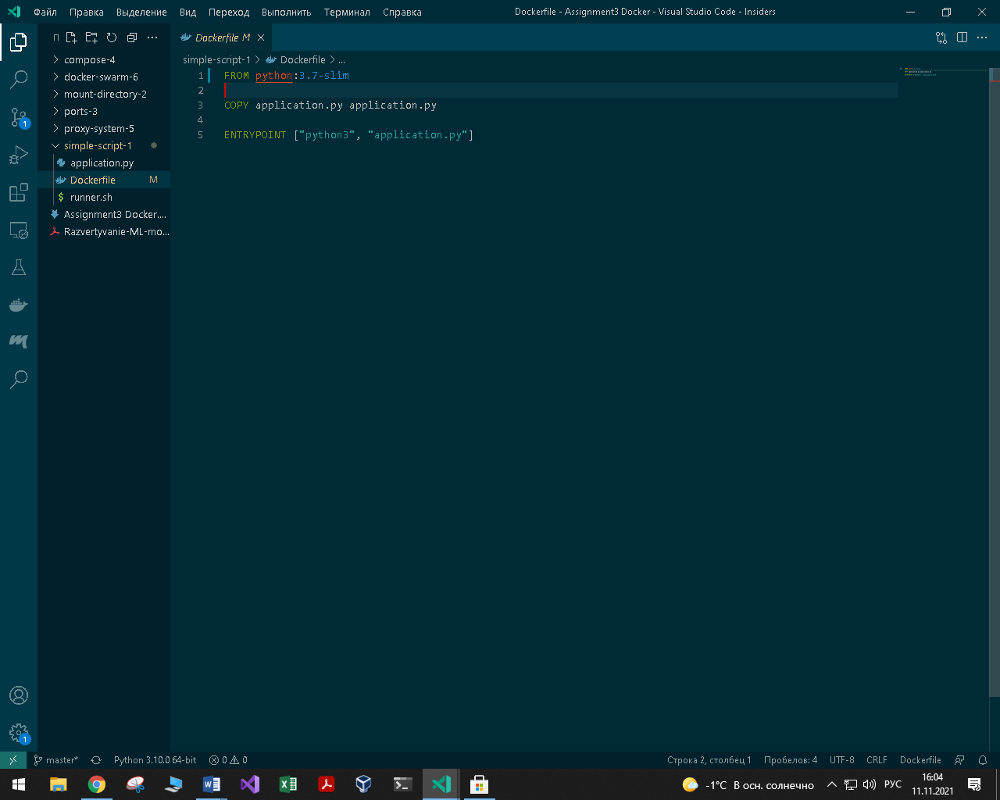 Файл Правка Выделение Вид Переход Выполнить Терминал Справка Dockerfile - Assignment3 Docker - Visual Studio Code - Insiders
Dockerfile M
compose-4
docker-swarm-6
mount-directory-2
ports-3
proxy-system-5
simple-script-1
application.py
Dockerfile M
runner.sh
Assignment3 Docker....
Razvertyvanie-ML-mo...
simple-script-1 > Dockerfile > ...
1 FROM python:3.7-slim
2
3 COPY application.py application.py
4
5 ENTRYPOINT ["python3", "application.py"]
1
1
master* Python 3.10.0 64-bit 0 0 Строка 2, столбец 1 Пробелов: 4 UTF-8 CRLF Dockerfile
-1°C В осн. солнечно РУС 16:04
11.11.2021